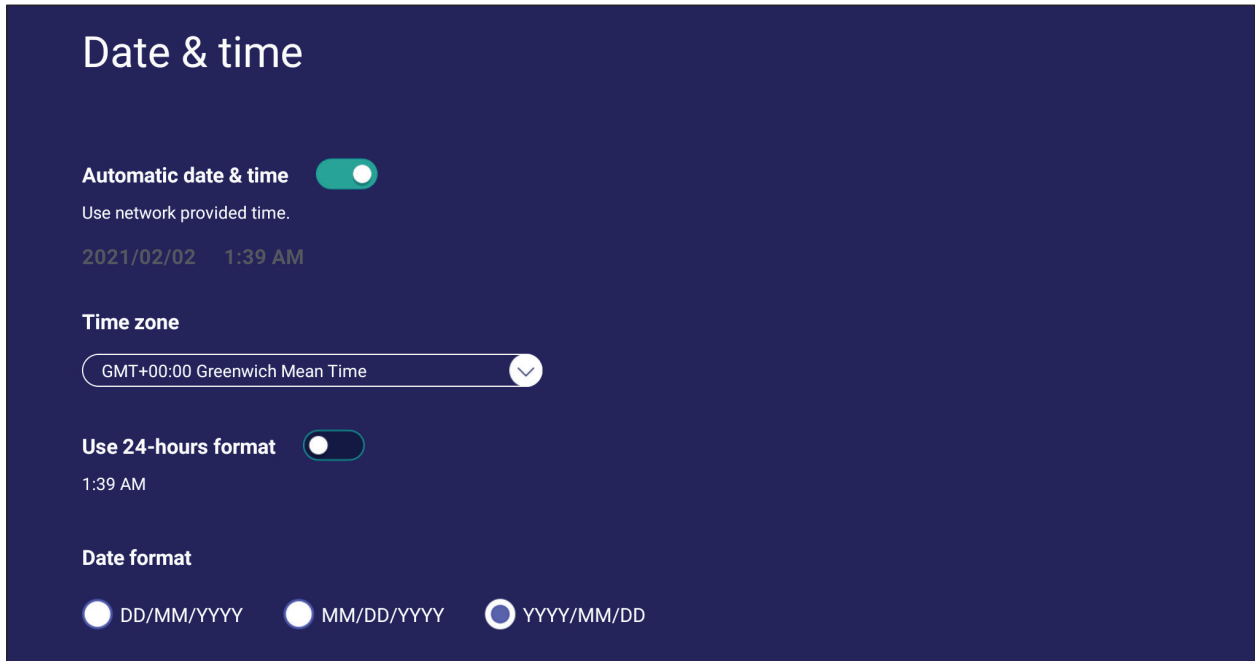 Date & time
Automatic date & time
Use network provided time.
2021/02/02 1:39 AM
Time zone
GMT+00:00 Greenwich Mean Time
Use 24-hours format
1:39 AM
Date format
DD/MM/YYYY MM/DD/YYYY YYYY/MM/DD